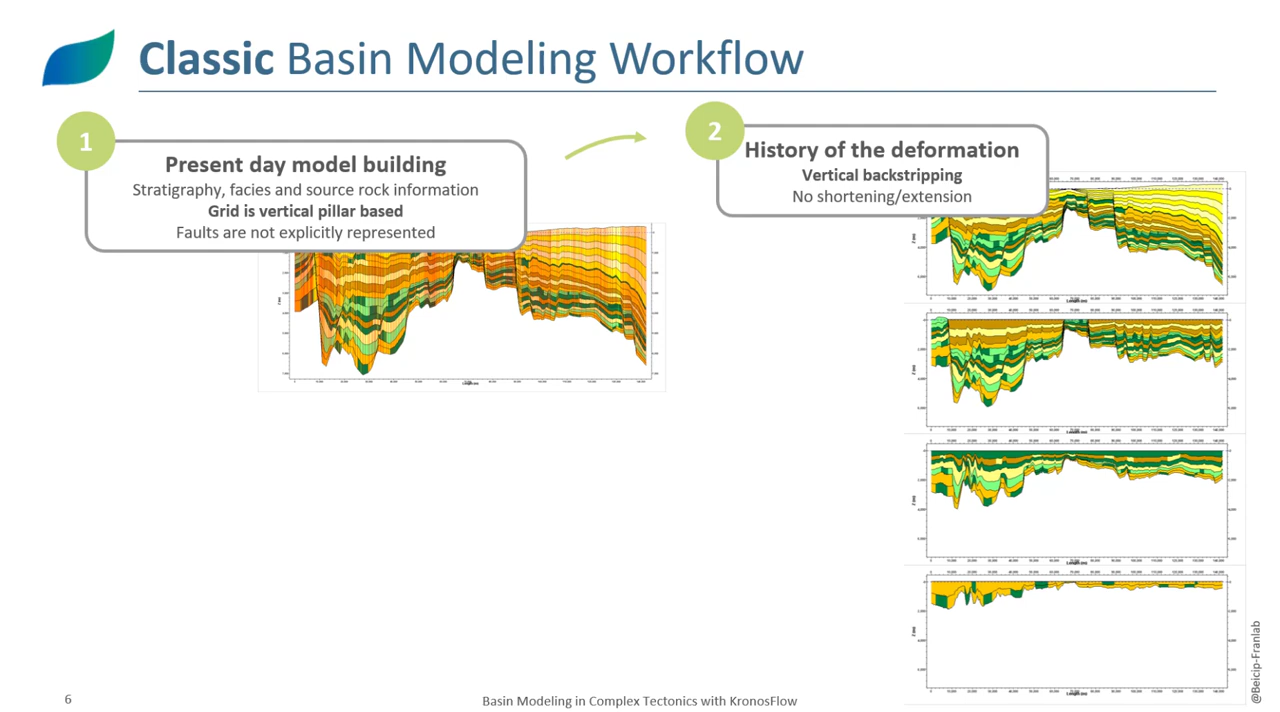 Classic Basin Modeling Workflow
1
Present day model building
Stratigraphy, facies and source rock information
Grid is vertical pillar based
Faults are not explicitly represented
2
History of the deformation
Vertical backstripping
No shortening/extension
6
Basin Modeling in Complex Tectonics with KronosFlow
@Beicip-Franlab